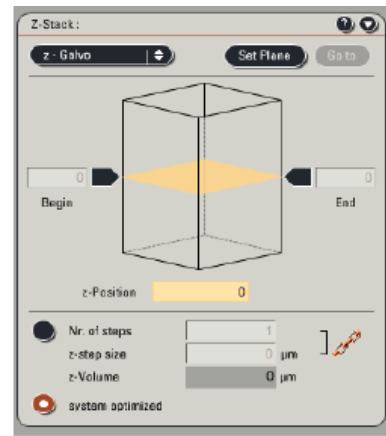 Z-Stack:
z - Galvo Set Plane Go to
0 0
Begin End
z-Position 0
Nr. of steps 1
z-step size 0 µm
z-Volume 0 µm
system optimized